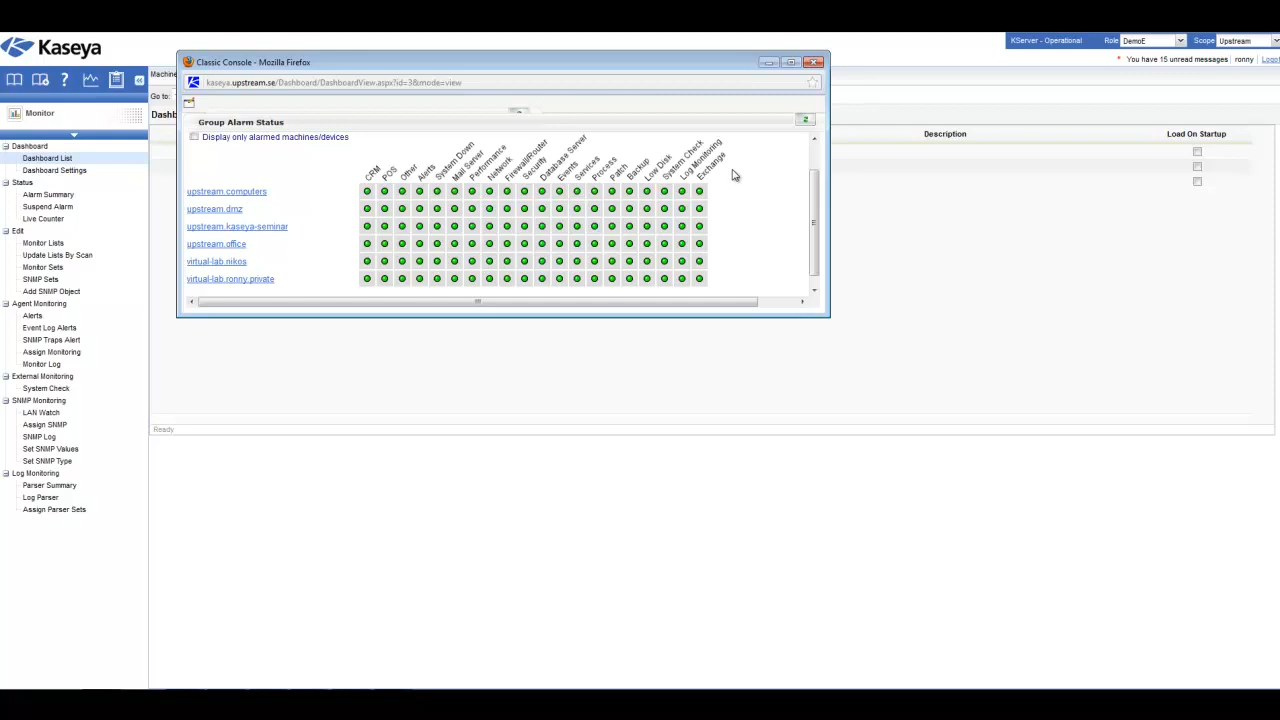 Kaseya
KServer - Operational
Role
DemoE
Scope
Upstream
* You have 15 unread messages
ronny
Machine
Go to:
Monitor
Dashboard
Dashboard List
Dashboard Settings
Status
Alarm Summary
Suspend Alarm
Live Counter
Edit
Monitor Lists
Update Lists By Scan
Monitor Sets
SNMP Sets
Add SNMP Object
Agent Monitoring
Alerts
Event Log Alerts
SNMP Traps Alert
Assign Monitoring
Monitor Log
External Monitoring
System Check
SNMP Monitoring
LAN Watch
Assign SNMP
SNMP Log
Set SNMP Values
Set SNMP Type
Log Monitoring
Parser Summary
Log Parser
Assign Parser Sets
Dashb
Description
Load On Startup
Ready
Classic Console - Mozilla Firefox
kaseya.upstream.se/Dashboard/DashboardView.aspx?id=3&mode=view
Group Alarm Status
Display only alarmed machines/devices
CRM
POS
Other
Alerts
System Down
Mail Server
Performance
Network
Firewall/Router
Security
Database Server
Events
Services
Process
Patch
Backup
Low Disk
System Check
Log Monitoring
Exchange
upstream.computers
upstream.dmz
upstream.kaseya-seminar
upstream.office
virtual-lab.nikos
virtual-lab.ronny.private